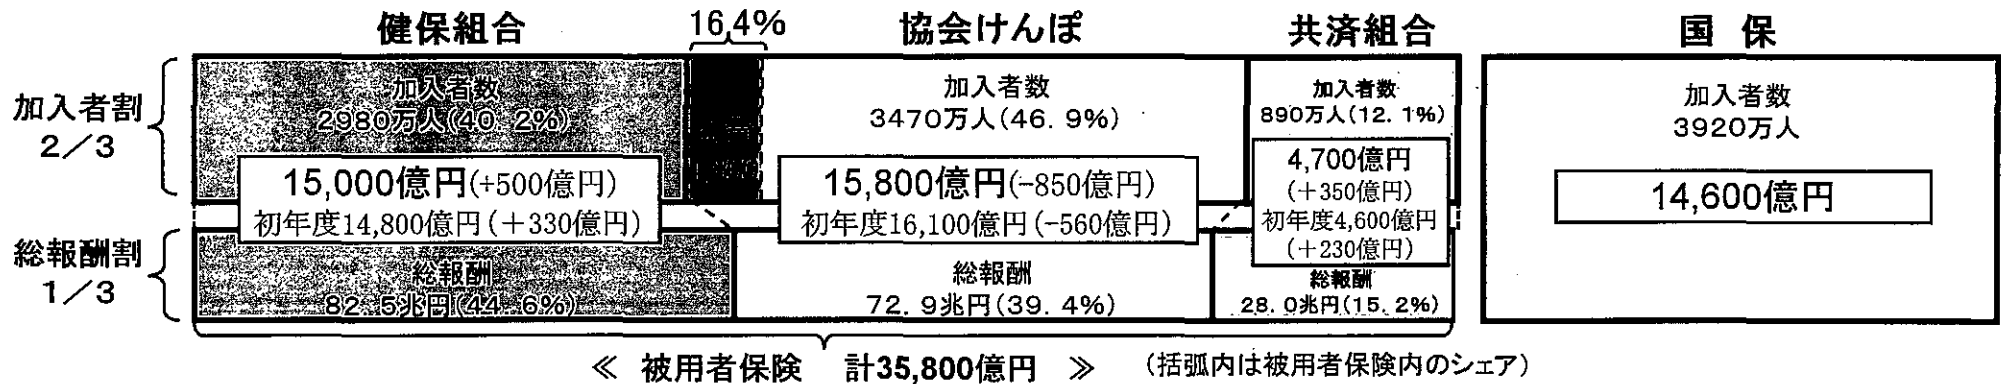 健保組合
16.4%
協会けんぽ
共済組合
国 保
加入者割
2/3
加入者数
2980万人(40.2%)
加入者数
3470万人(46.9%)
加入者数
890万人(12.1%)
加入者数
3920万人
15,000億円(+500億円)
初年度14,800億円(+330億円)
15,800億円(-850億円)
初年度16,100億円(-560億円)
4,700億円
(+350億円)
初年度4,600億円
(+230億円)
14,600億円
総報酬割
1/3
総報酬
82.5兆円(44.6%)
総報酬
72.9兆円(39.4%)
総報酬
28.0兆円(15.2%)
≪ 被用者保険 計35,800億円 ≫ (括弧内は被用者保険内のシェア)